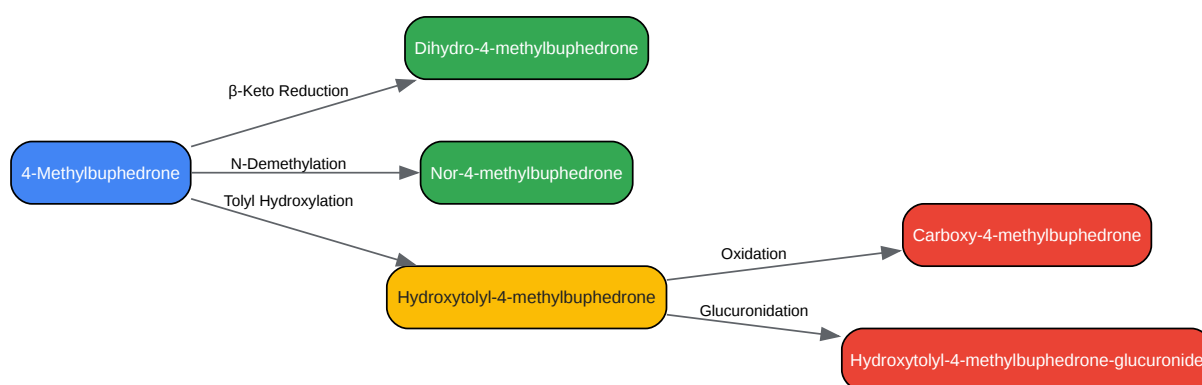 Dihydro-4-methylbuphedrone
β-Keto Reduction
4-Methylbuphedrone
N-Demethylation
Nor-4-methylbuphedrone
Tolyl Hydroxylation
Carboxy-4-methylbuphedrone
Oxidation
Hydroxytolyl-4-methylbuphedrone
Glucuronidation
Hydroxytolyl-4-methylbuphedrone-glucuronide